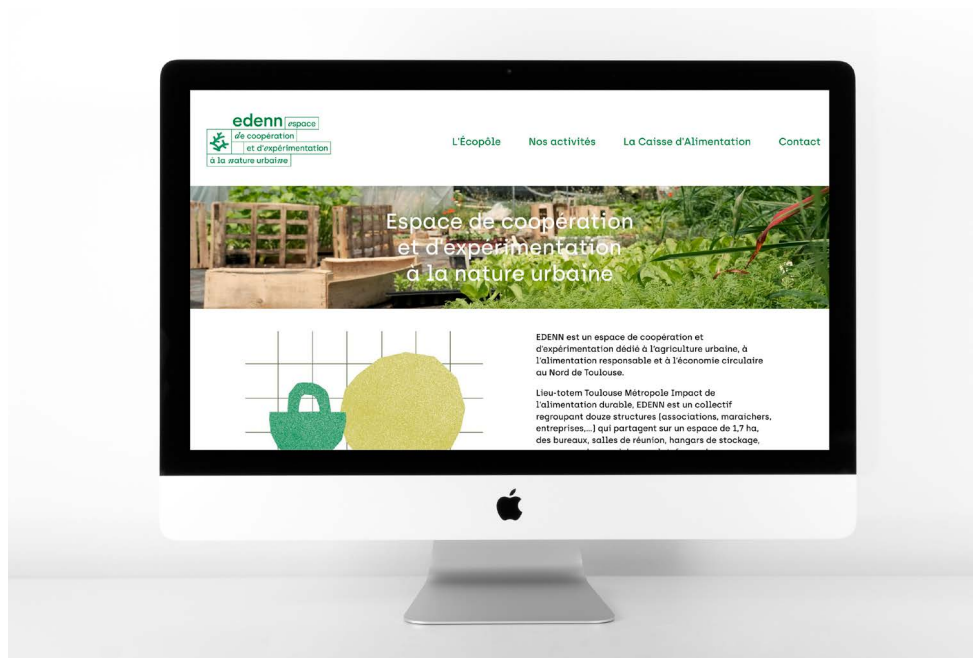 edenn espace
de coopération
et d'expérimentation
à la nature urbaine
L'Écopôle Nos activités La Caisse d'Alimentation Contact
Espace de coopération
et d'expérimentation
à la nature urbaine
EDENN est un espace de coopération et
d'expérimentation dédié à l'agriculture urbaine, à
l'alimentation responsable et à l'économie circulaire
au Nord de Toulouse.
Lieu-totem Toulouse Métropole Impact de
l'alimentation durable, EDENN est un collectif
regroupant douze structures (associations, maraichers,
entreprises,...) qui partagent sur un espace de 1,7 ha,
des bureaux, salles de réunion, hangars de stockage,